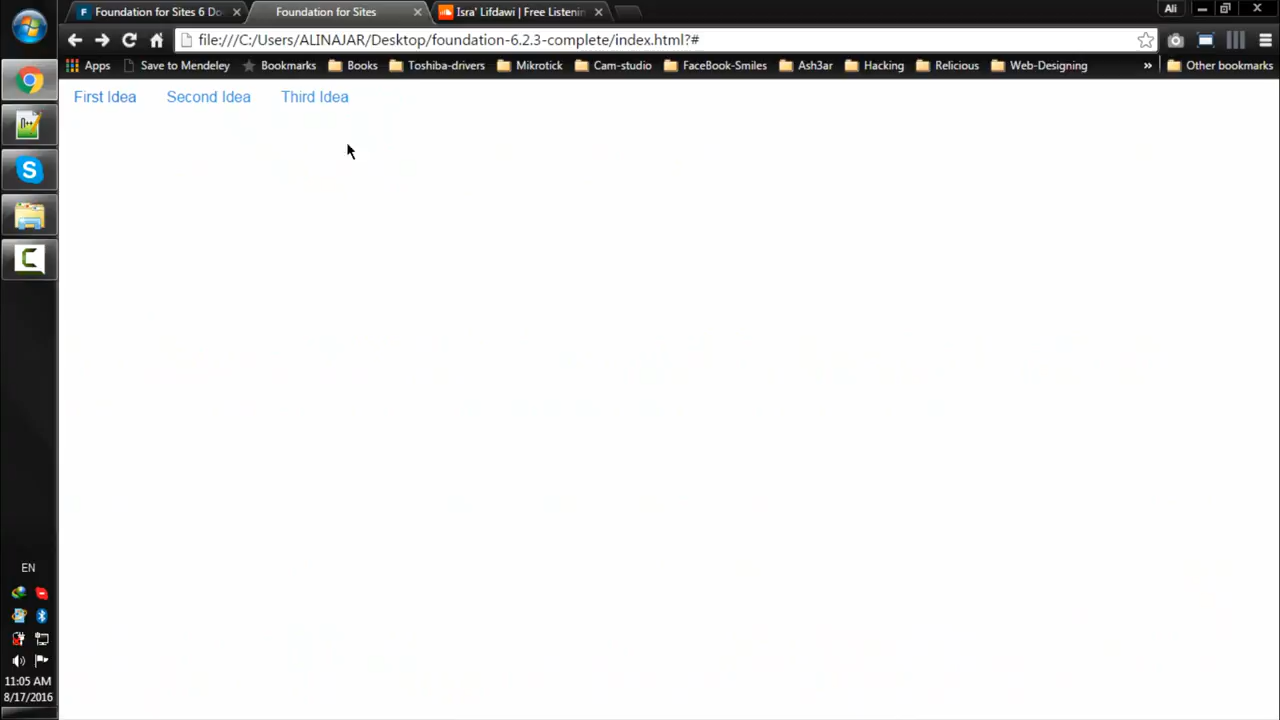 Foundation for Sites 6 Do
Foundation for Sites
Isra' Lifdawi | Free Listenin
Ali
file:///C:/Users/ALINAJAR/Desktop/foundation-6.2.3-complete/index.html?#
Apps
Save to Mendeley
Bookmarks
Books
Toshiba-drivers
Mikrotick
Cam-studio
FaceBook-Smiles
Ash3ar
Hacking
Relicious
Web-Designing
»
Other bookmarks
First Idea
Second Idea
Third Idea
EN
11:05 AM
8/17/2016